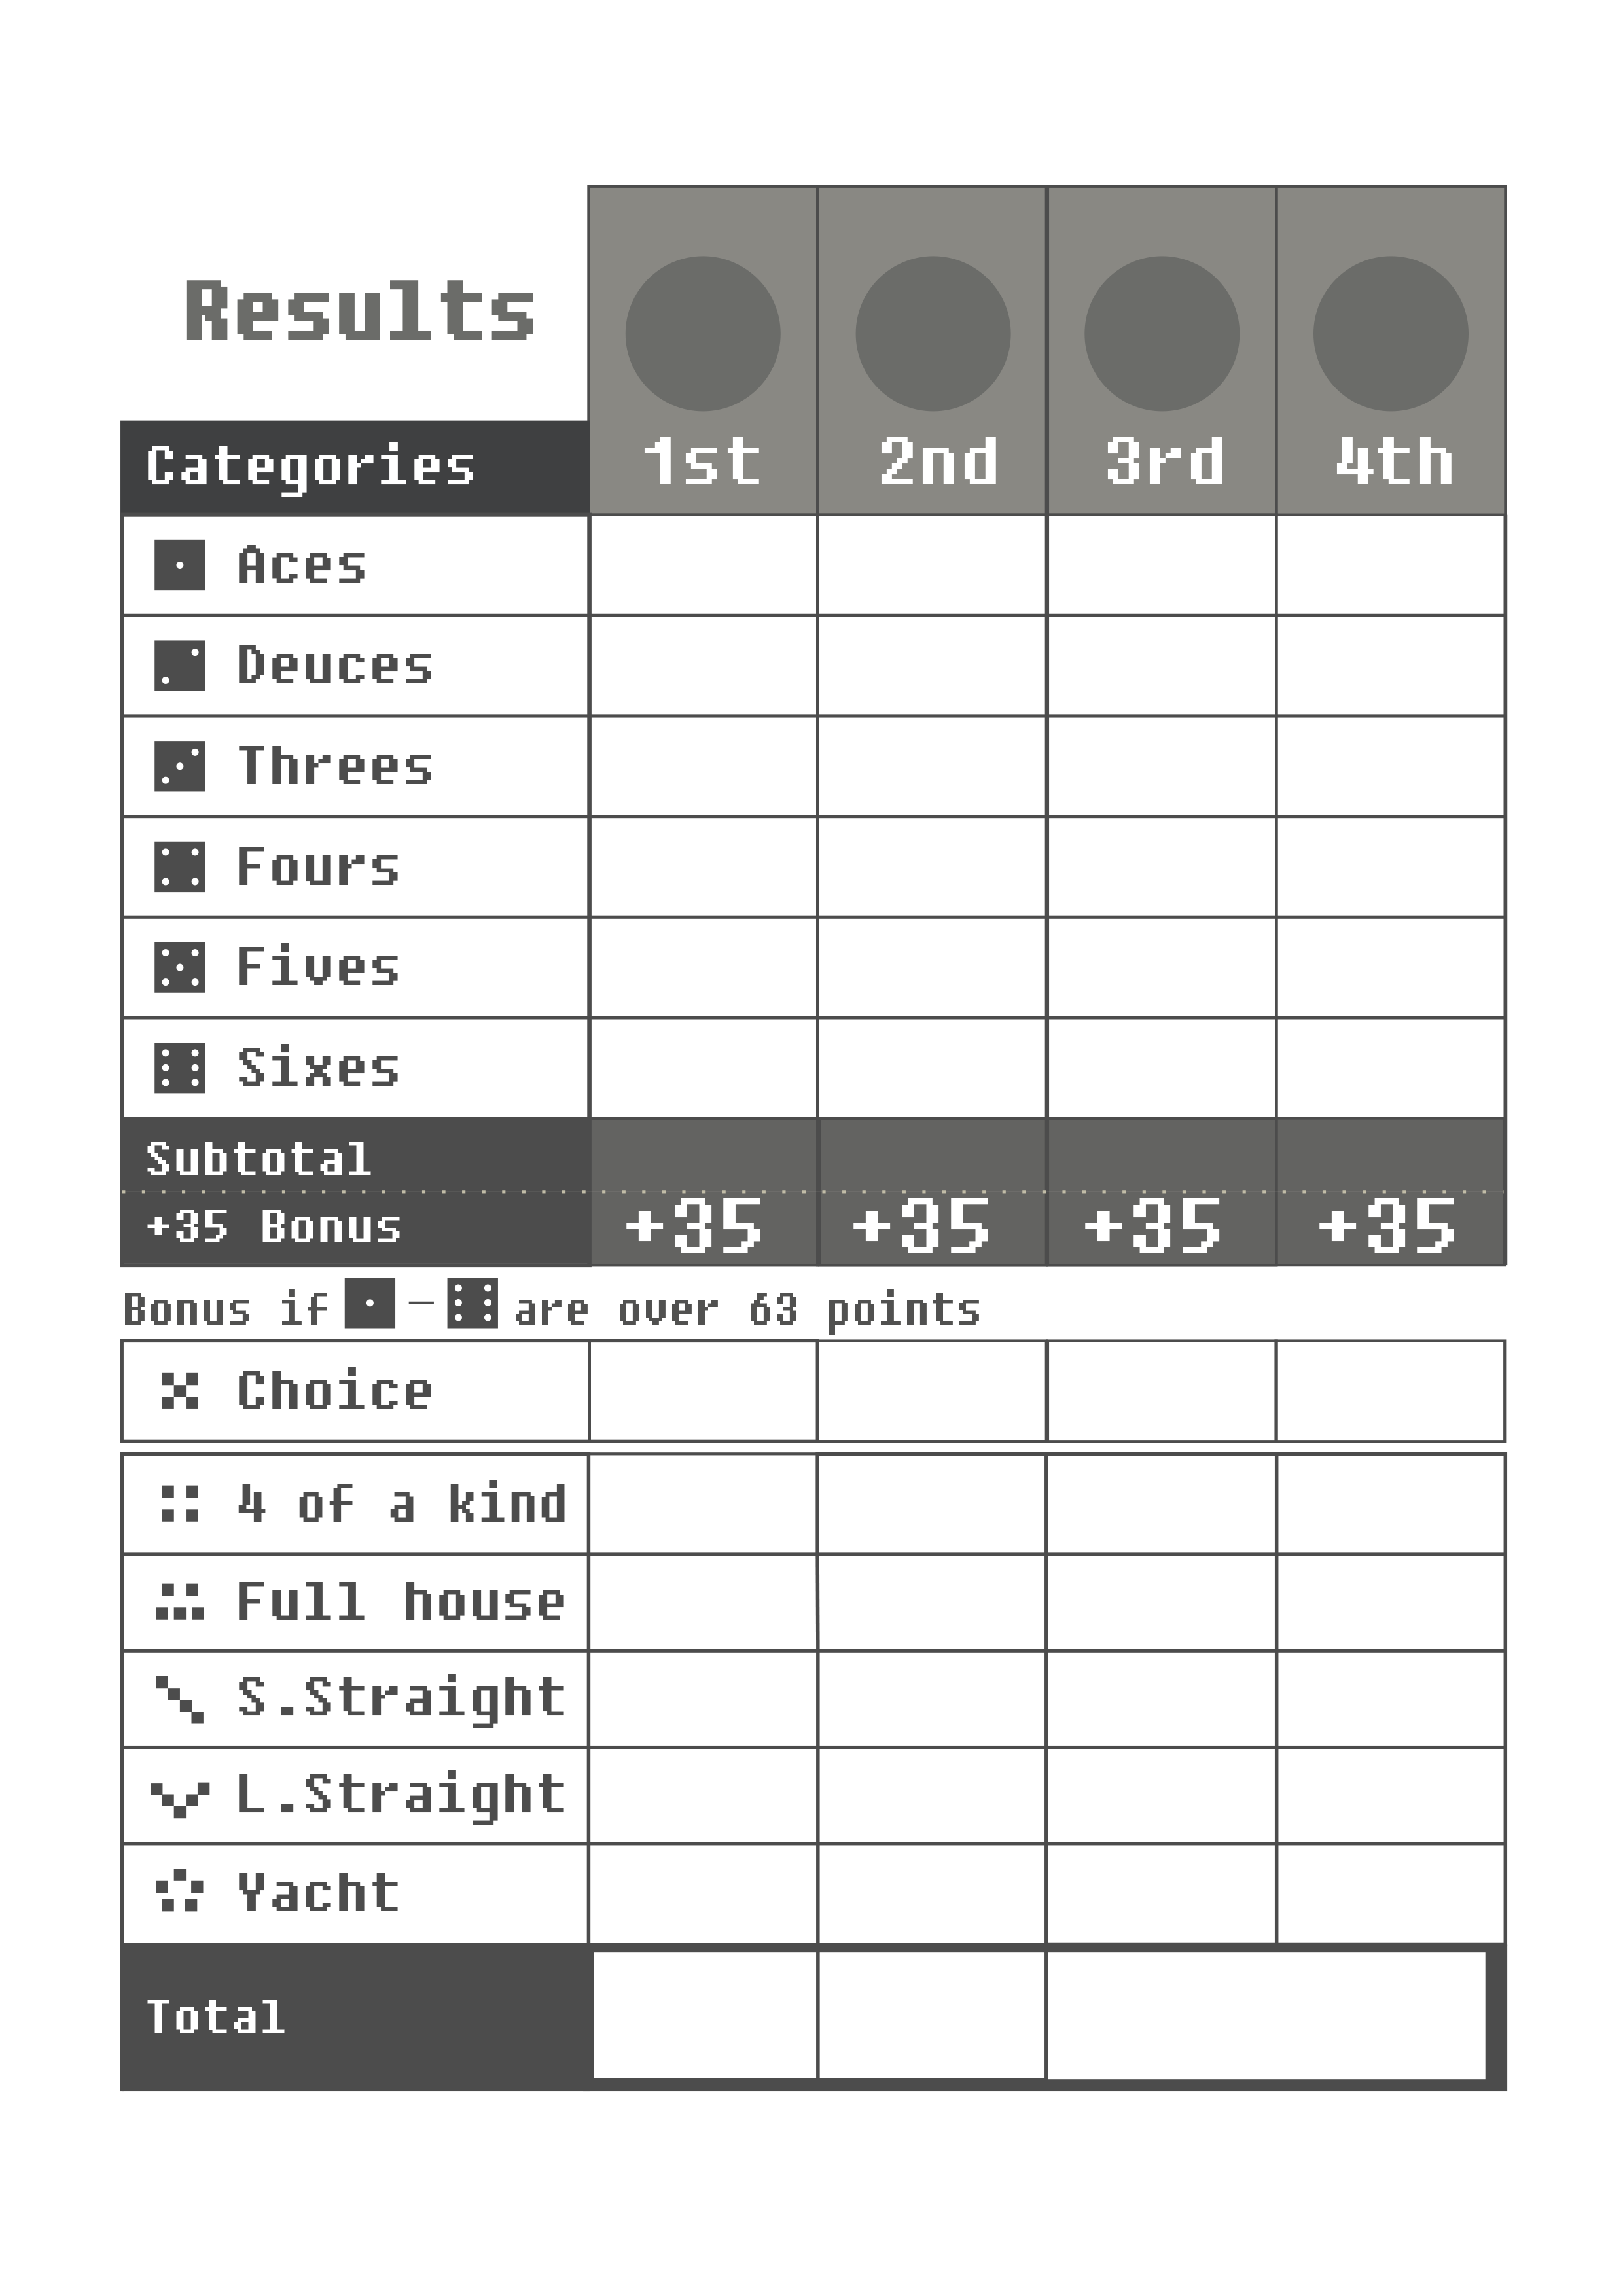 Results
Categories 1st 2nd 3rd 4th
Aces
Deuces
Threes
Fours
Fives
Sixes
Subtotal
+35 Bonus +35 +35 +35 +35
Bonus if – are over 63 points
Choice
4 of a kind
Full house
S.Straight
L.Straight
Yacht
Total